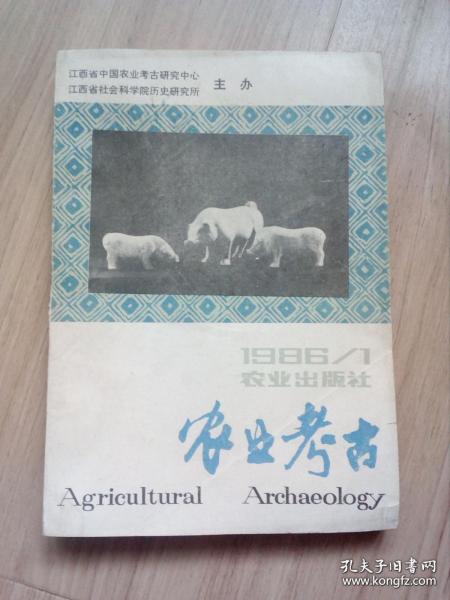 江西省中国农业考古研究中心
江西省社会科学院历史研究所
主办
1986/1
农业出版社
农业考古
Agricultural Archaeology
孔夫子旧书网
www.kongfz.com